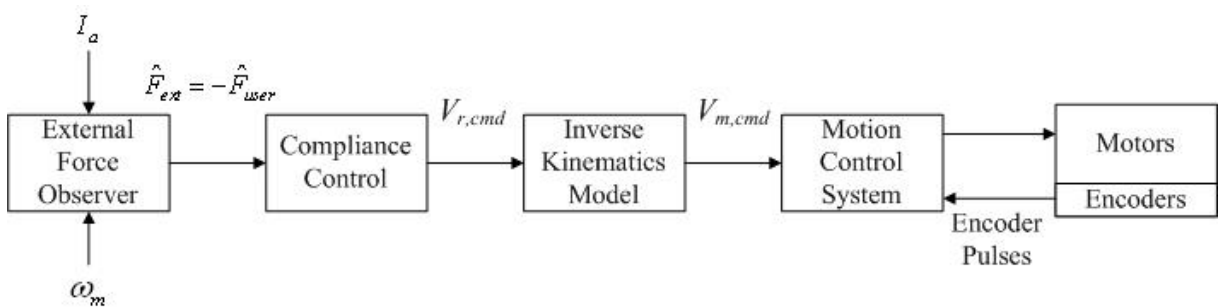 I_a
F̂_ext = −F̂_user
External
Force
Observer
Compliance
Control
V_r,cmd
Inverse
Kinematics
Model
V_m,cmd
Motion
Control
System
Motors
Encoders
Encoder
Pulses
ω_m